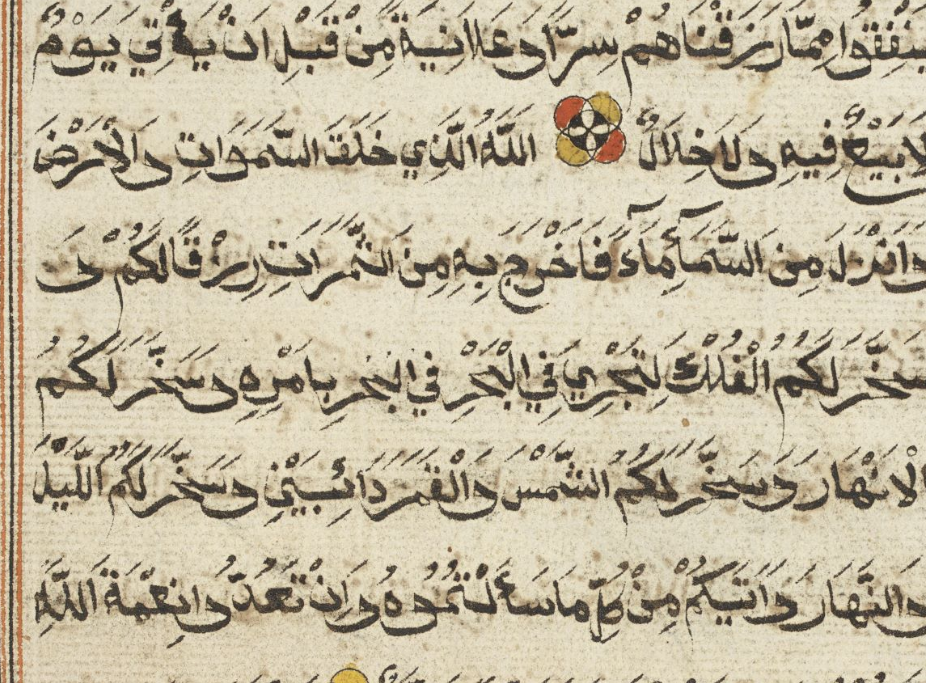 ينفقوا مما رزقناهم سرا وعلانية من قبل ان ياتي يوم
لا بيع فيه ولا خلال الله الذي خلق السموات والارض
وانزل من السماء ماء فاخرج به من الثمرات رزقا لكم و
سخر لكم الفلك لتجري في البحر في البحر بامره وسخر لكم
الانهار وسخر لكم الشمس والقمر دائبين وسخر لكم الليل
والنهار واتيكم من كل ما سالتموه وان تعدوا نعمة الله